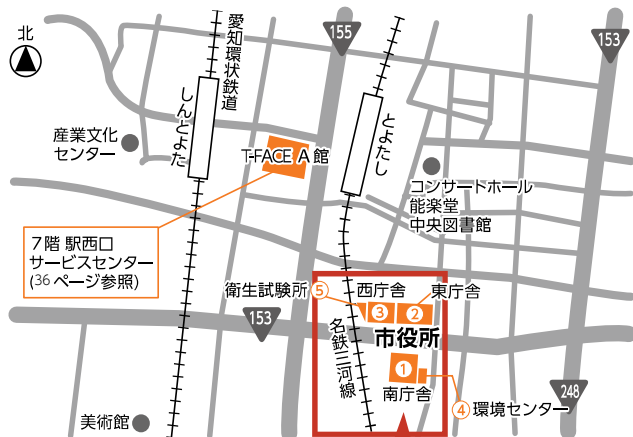 北
愛知環状鉄道
しんとよた
155
153
とよたし
産業文化
センター
T-FACE A館
コンサートホール
能楽堂
中央図書館
7階 駅西口
サービスセンター
(36 ページ参照)
衛生試験所⑤
西庁舎
東庁舎
③
②
153
市役所
名鉄三河線
①
南庁舎
④環境センター
248
美術館